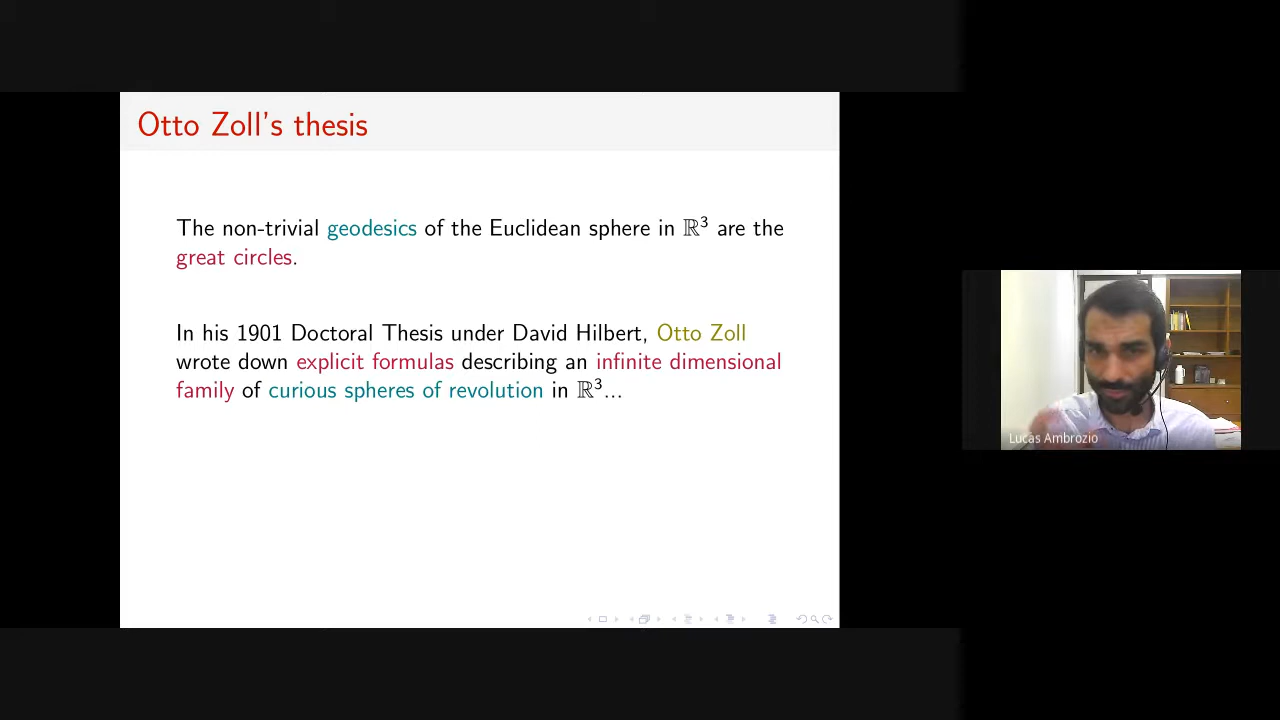 Otto Zoll's thesis
The non-trivial geodesics of the Euclidean sphere in ℝ³ are the
great circles.
In his 1901 Doctoral Thesis under David Hilbert, Otto Zoll
wrote down explicit formulas describing an infinite dimensional
family of curious spheres of revolution in ℝ³...
Lucas Ambrozio